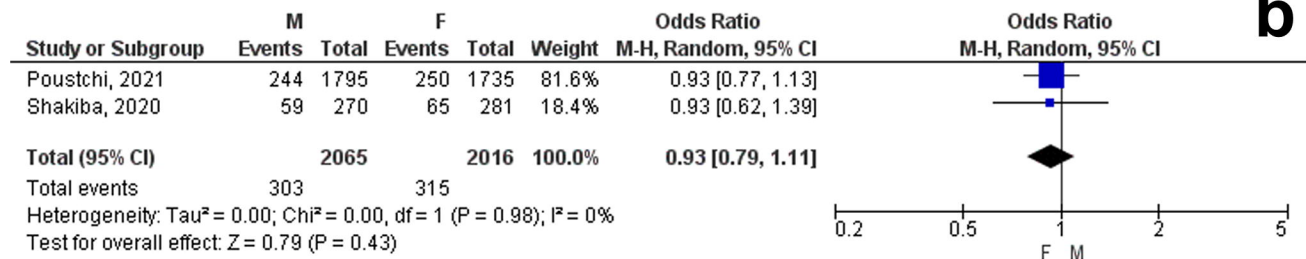 b
M F Odds Ratio Odds Ratio
Study or Subgroup Events Total Events Total Weight M-H, Random, 95% CI M-H, Random, 95% CI
Poustchi, 2021 244 1795 250 1735 81.6% 0.93 [0.77, 1.13]
Shakiba, 2020 59 270 65 281 18.4% 0.93 [0.62, 1.39]
Total (95% CI) 2065 2016 100.0% 0.93 [0.79, 1.11]
Total events 303 315
Heterogeneity: Tau² = 0.00; Chi² = 0.00, df = 1 (P = 0.98); I² = 0%
Test for overall effect: Z = 0.79 (P = 0.43)
0.2 0.5 1 2 5
F M